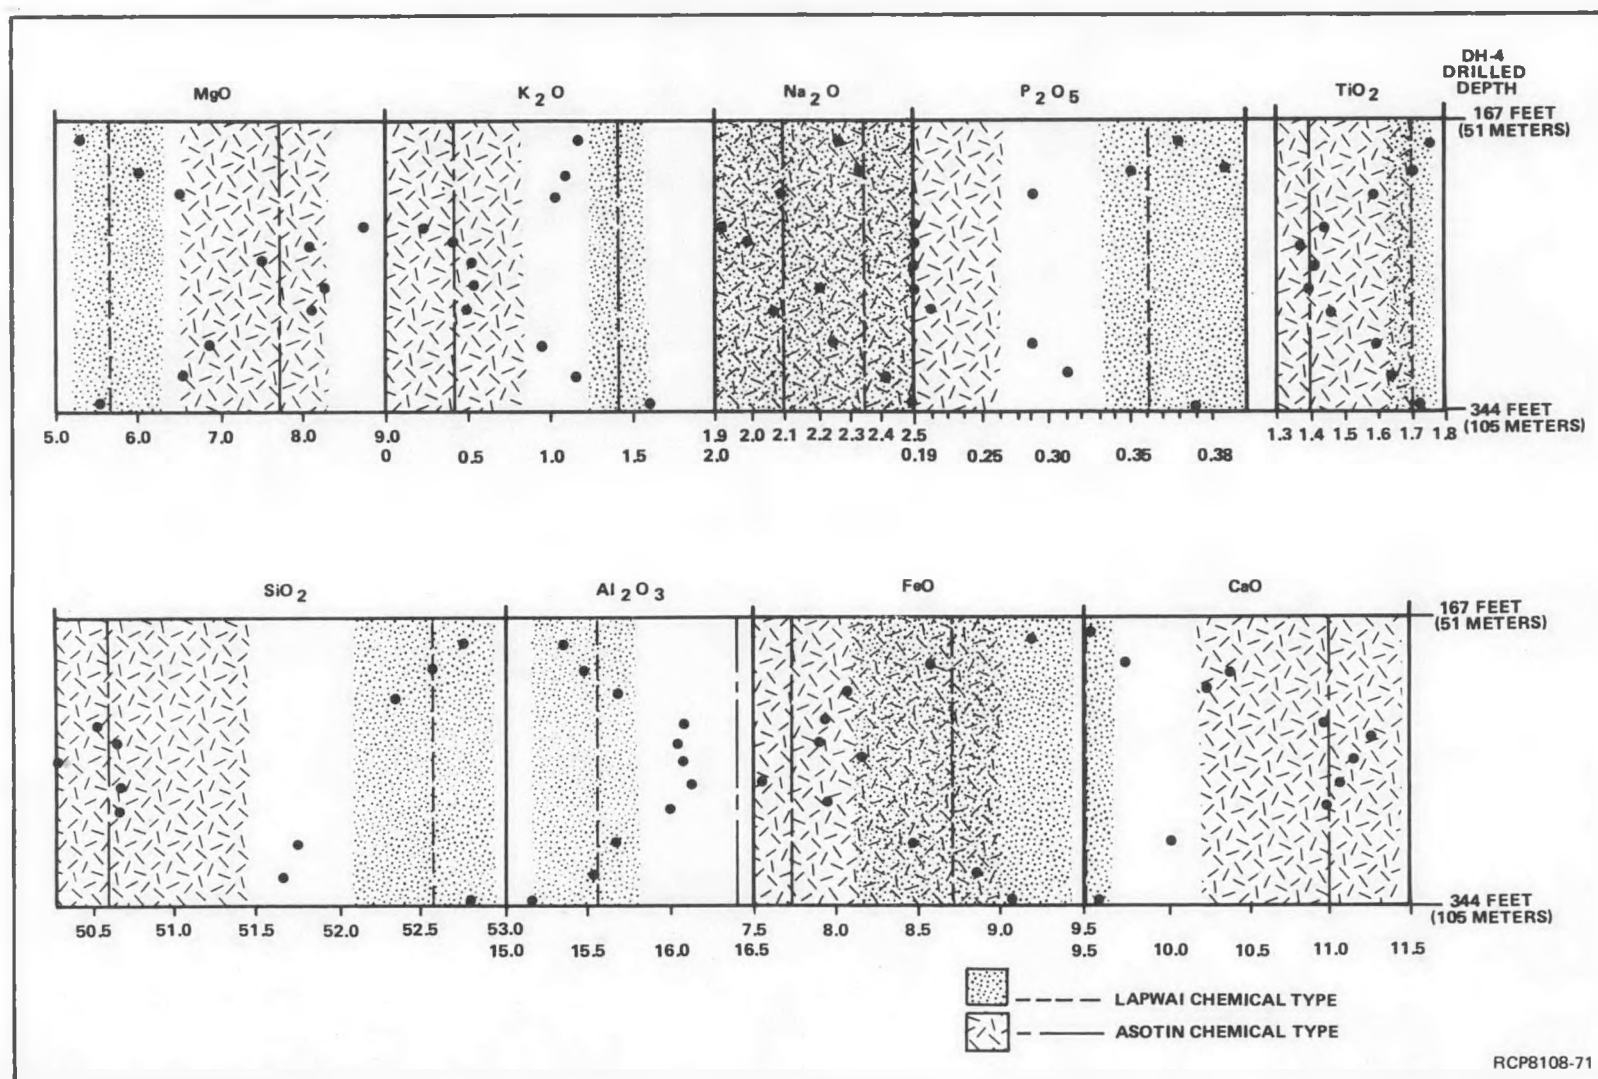 DH-4
DRILLED
DEPTH
MgO K₂O Na₂O P₂O₅ TiO₂
167 FEET
(51 METERS)
344 FEET
(105 METERS)
5.0 6.0 7.0 8.0 9.0 1.9 2.0 2.1 2.2 2.3 2.4 2.5 1.3 1.4 1.5 1.6 1.7 1.8
0 0.5 1.0 1.5 2.0 0.19 0.25 0.30 0.35 0.38
SiO₂ Al₂O₃ FeO CaO
167 FEET
(51 METERS)
344 FEET
(105 METERS)
50.5 51.0 51.5 52.0 52.5 53.0 7.5 8.0 8.5 9.0 9.5
15.0 15.5 16.0 16.5 9.5 10.0 10.5 11.0 11.5
LAPWAI CHEMICAL TYPE
ASOTIN CHEMICAL TYPE
RCP8108-71